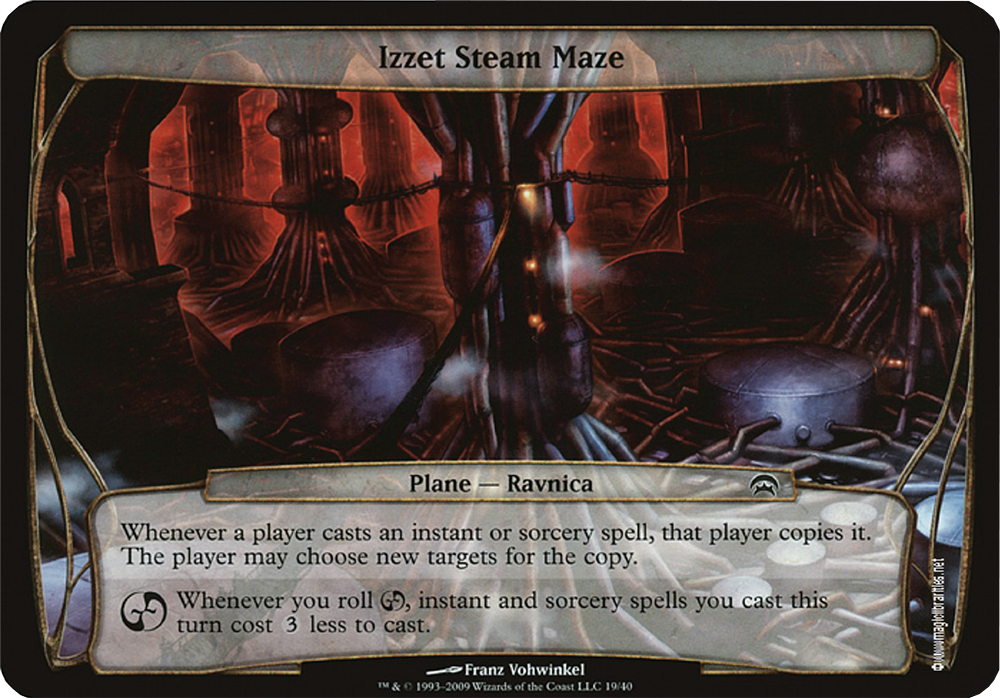 Izzet Steam Maze
Plane — Ravnica
Whenever a player casts an instant or sorcery spell, that player copies it.
The player may choose new targets for the copy.
Whenever you roll , instant and sorcery spells you cast this
turn cost 3 less to cast.
Franz Vohwinkel
™ & © 1993–2009 Wizards of the Coast LLC 19/40
© www.magiclibrarities.net